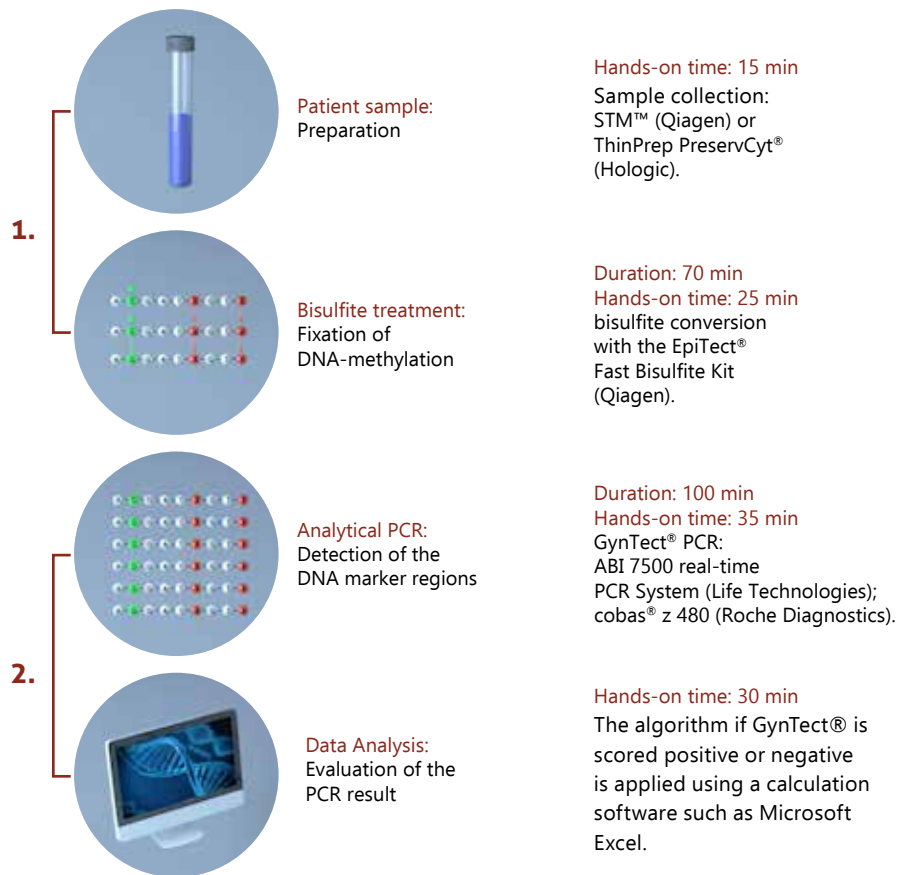 1.
Patient sample:
Preparation
Hands-on time: 15 min
Sample collection:
STM™ (Qiagen) or
ThinPrep PreservCyt®
(Hologic).
Bisulfite treatment:
Fixation of
DNA-methylation
Duration: 70 min
Hands-on time: 25 min
bisulfite conversion
with the EpiTect®
Fast Bisulfite Kit
(Qiagen).
2.
Analytical PCR:
Detection of the
DNA marker regions
Duration: 100 min
Hands-on time: 35 min
GynTect® PCR:
ABI 7500 real-time
PCR System (Life Technologies);
cobas® z 480 (Roche Diagnostics).
Data Analysis:
Evaluation of the
PCR result
Hands-on time: 30 min
The algorithm if GynTect® is
scored positive or negative
is applied using a calculation
software such as Microsoft
Excel.